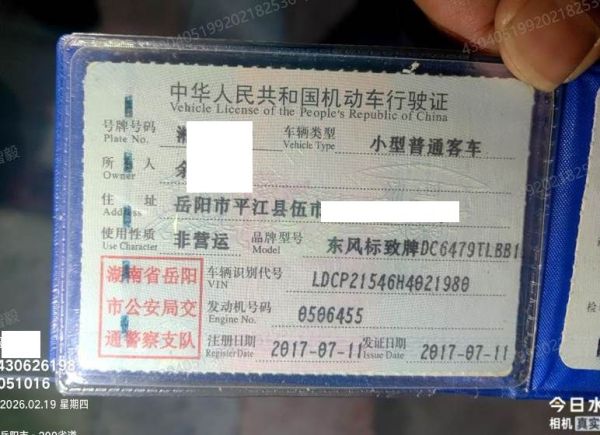 中华人民共和国机动车行驶证
Vehicle License of the People's Republic of China
号牌号码 湘 车辆类型 小型普通客车
Plate No. Vehicle Type
所 人 余
Owner
住 址 岳阳市平江县伍市
Address
使用性质 非营运 品牌型号 东风标致牌DC6479TLBB1
Use Character Model
湖南省岳阳
市公安局交
通警察支队
车辆识别代号 LDCP21546H4021980
VIN
发动机号码 0506455
Engine No.
注册日期 2017-07-11 发证日期 2017-07-11
Register Date Issue Date
430626198
051016
2026.02.19 星期四
今日水
相机 真实